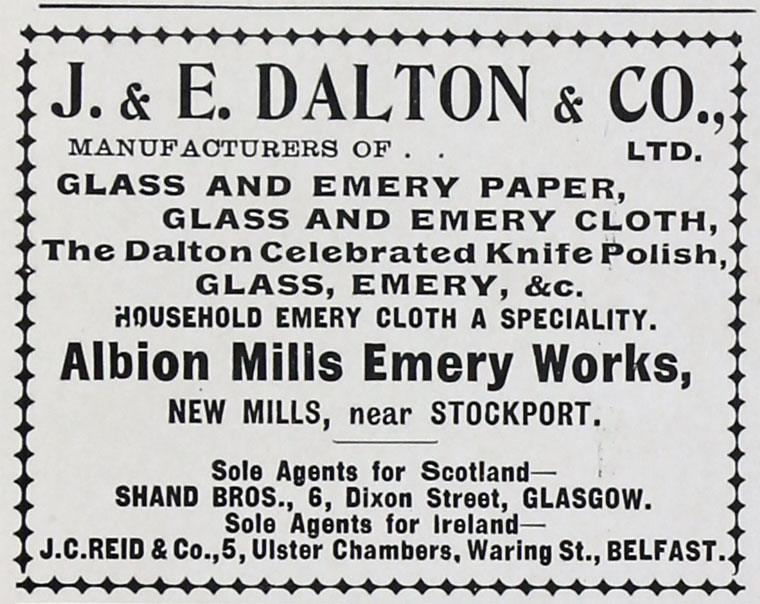 J. & E. DALTON & CO.,
MANUFACTURERS OF . . LTD.
GLASS AND EMERY PAPER,
GLASS AND EMERY CLOTH,
The Dalton Celebrated Knife Polish,
GLASS, EMERY, &c.
HOUSEHOLD EMERY CLOTH A SPECIALITY.
Albion Mills Emery Works,
NEW MILLS, near STOCKPORT.
Sole Agents for Scotland—
SHAND BROS., 6, Dixon Street, GLASGOW.
Sole Agents for Ireland—
J.C.REID & Co., 5, Ulster Chambers, Waring St., BELFAST.